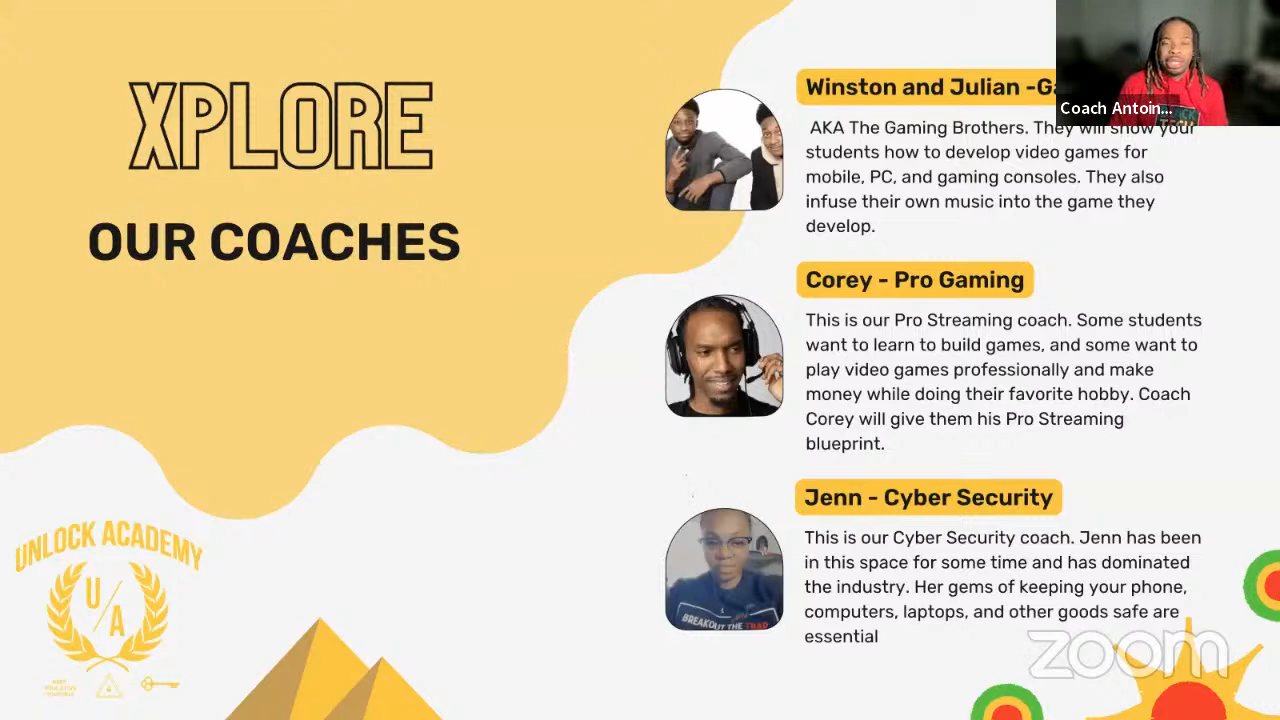 XPLORE
OUR COACHES
Winston and Julian -Ga
Coach Antoin...
AKA The Gaming Brothers. They will show your
students how to develop video games for
mobile, PC, and gaming consoles. They also
infuse their own music into the game they
develop.
Corey - Pro Gaming
This is our Pro Streaming coach. Some students
want to learn to build games, and some want to
play video games professionally and make
money while doing their favorite hobby. Coach
Corey will give them his Pro Streaming
blueprint.
Jenn - Cyber Security
This is our Cyber Security coach. Jenn has been
in this space for some time and has dominated
the industry. Her gems of keeping your phone,
computers, laptops, and other goods safe are
essential
BREAKOUT THE TRAP
UNLOCK ACADEMY
U/A
zoom